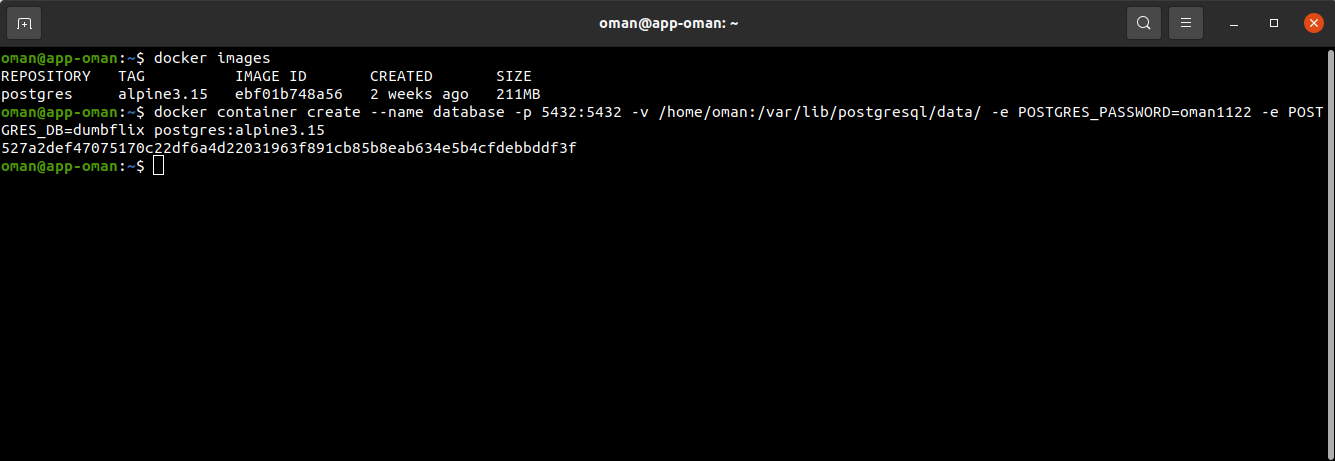 oman@app-oman: ~
oman@app-oman:~$ docker images
REPOSITORY   TAG          IMAGE ID       CREATED       SIZE
postgres     alpine3.15   ebf01b748a56   2 weeks ago   211MB
oman@app-oman:~$ docker container create --name database -p 5432:5432 -v /home/oman:/var/lib/postgresql/data/ -e POSTGRES_PASSWORD=oman1122 -e POST
GRES_DB=dumbflix postgres:alpine3.15
527a2def47075170c22df6a4d22031963f891cb85b8eab634e5b4cfdebbddf3f
oman@app-oman:~$